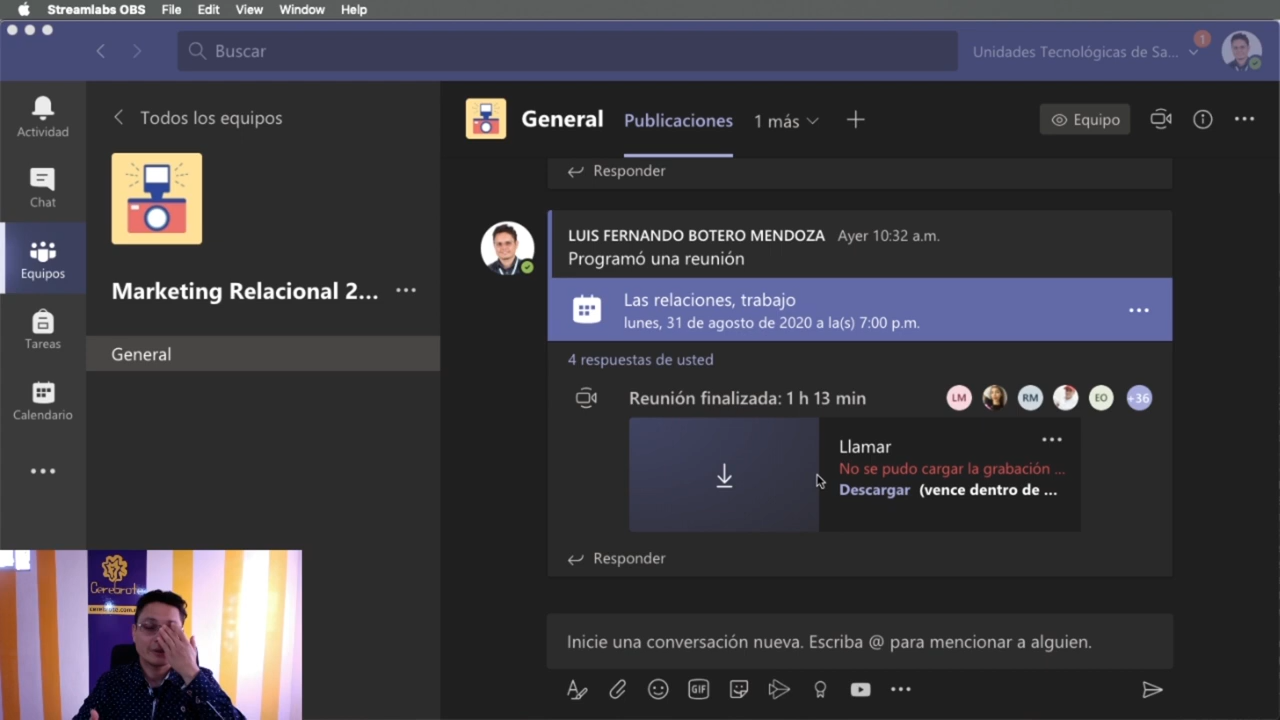 Streamlabs OBS File Edit View Window Help
Buscar
Unidades Tecnológicas de Sa...
1
Actividad
Chat
Equipos
Tareas
Calendario
Todos los equipos
Marketing Relacional 2...
General
General Publicaciones 1 más
Equipo
Responder
LUIS FERNANDO BOTERO MENDOZA Ayer 10:32 a.m.
Programó una reunión
Las relaciones, trabajo
lunes, 31 de agosto de 2020 a la(s) 7:00 p.m.
4 respuestas de usted
Reunión finalizada: 1 h 13 min
LM RM EO +36
Llamar
No se pudo cargar la grabación ...
Descargar (vence dentro de ...
Responder
Inicie una conversación nueva. Escriba @ para mencionar a alguien.
GIF